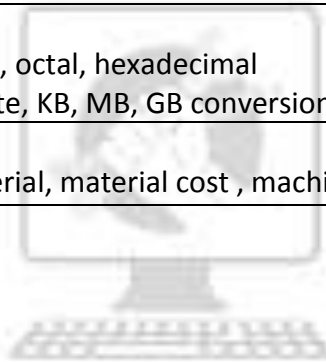 , octal, hexadecimal
te, KB, MB, GB conversion
erial, material cost , machi